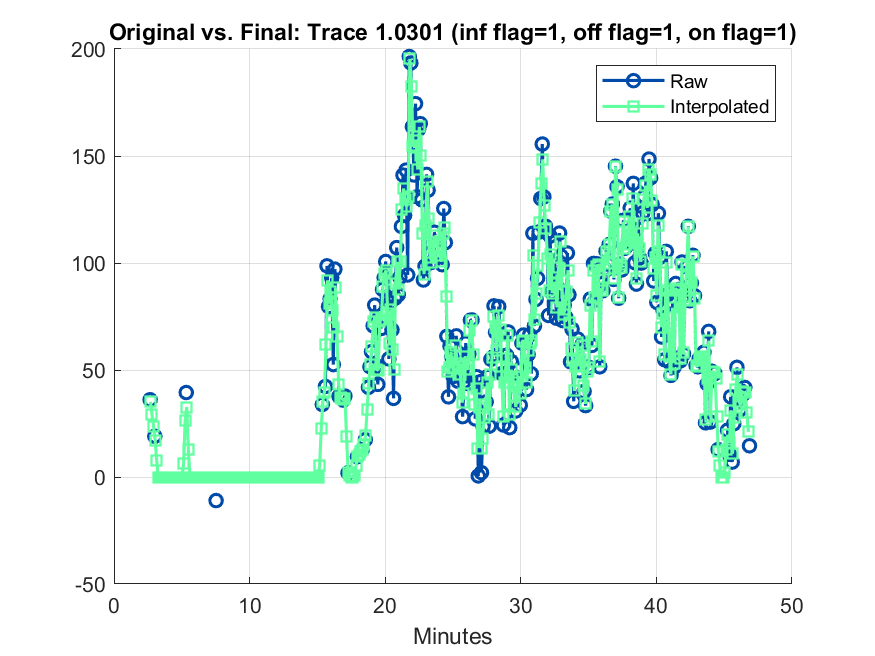 Original vs. Final: Trace 1.0301 (inf flag=1, off flag=1, on flag=1)
200
Raw
Interpolated
150
100
50
0
-50
0 10 20 30 40 50
Minutes